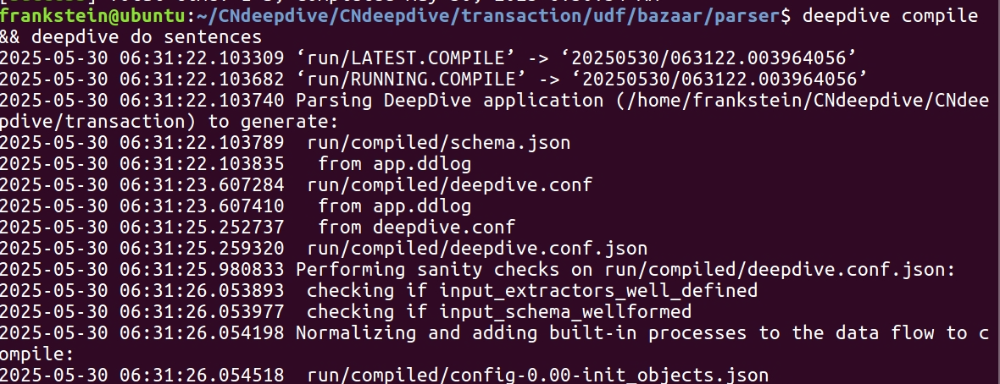 frankstein@ubuntu:~/CNdeepdive/CNdeepdive/transaction/udf/bazaar/parser$ deepdive compile
&& deepdive do sentences
2025-05-30 06:31:22.103309 ‘run/LATEST.COMPILE’ -> ‘20250530/063122.003964056’
2025-05-30 06:31:22.103682 ‘run/RUNNING.COMPILE’ -> ‘20250530/063122.003964056’
2025-05-30 06:31:22.103740 Parsing DeepDive application (/home/frankstein/CNdeepdive/CNdee
pdive/transaction) to generate:
2025-05-30 06:31:22.103789  run/compiled/schema.json
2025-05-30 06:31:22.103835   from app.ddlog
2025-05-30 06:31:23.607284  run/compiled/deepdive.conf
2025-05-30 06:31:23.607410   from app.ddlog
2025-05-30 06:31:25.252737   from deepdive.conf
2025-05-30 06:31:25.259320  run/compiled/deepdive.conf.json
2025-05-30 06:31:25.980833 Performing sanity checks on run/compiled/deepdive.conf.json:
2025-05-30 06:31:26.053893  checking if input_extractors_well_defined
2025-05-30 06:31:26.053977  checking if input_schema_wellformed
2025-05-30 06:31:26.054198 Normalizing and adding built-in processes to the data flow to c
ompile:
2025-05-30 06:31:26.054518  run/compiled/config-0.00-init_objects.json